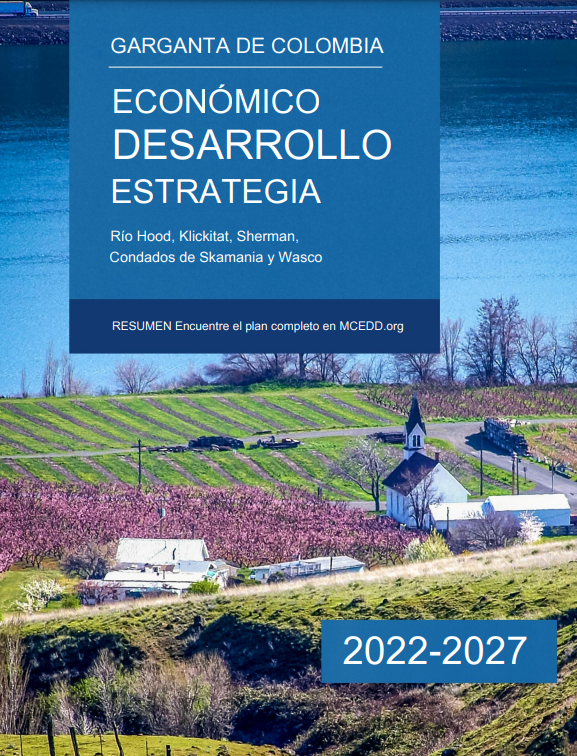 GARGANTA DE COLOMBIA
ECONÓMICO
DESARROLLO
ESTRATEGIA
Río Hood, Klickitat, Sherman,
Condados de Skamania y Wasco
RESUMEN Encuentre el plan completo en MCEDD.org
2022-2027